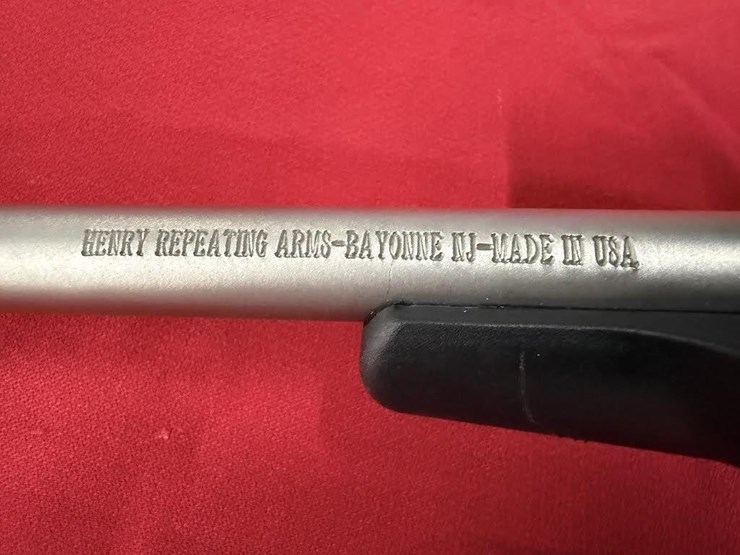 HENRY REPEATING ARMS-BAYONNE NJ-MADE IN USA